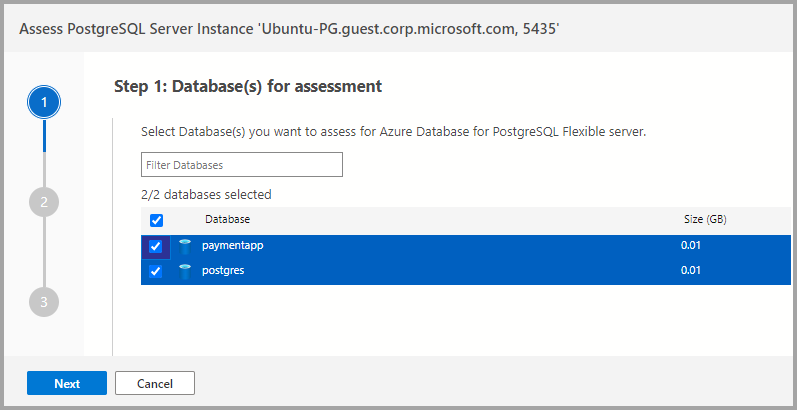 Assess PostgreSQL Server Instance 'Ubuntu-PG.guest.corp.microsoft.com, 5435'
1
Step 1: Database(s) for assessment
Select Database(s) you want to assess for Azure Database for PostgreSQL Flexible server.
Filter Databases
2/2 databases selected
2
Database Size (GB)
paymentapp 0.01
postgres 0.01
3
Next Cancel